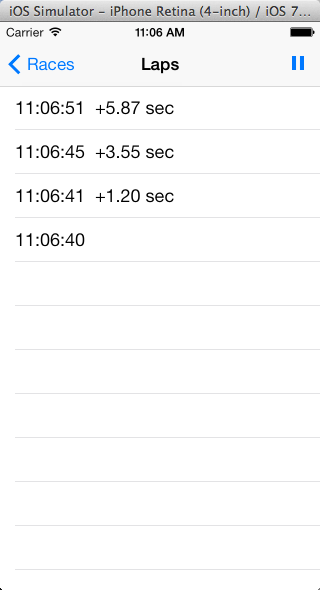 iOS Simulator - iPhone Retina (4-inch) / iOS 7...
Carrier 11:06 AM
Races Laps
11:06:51 +5.87 sec
11:06:45 +3.55 sec
11:06:41 +1.20 sec
11:06:40